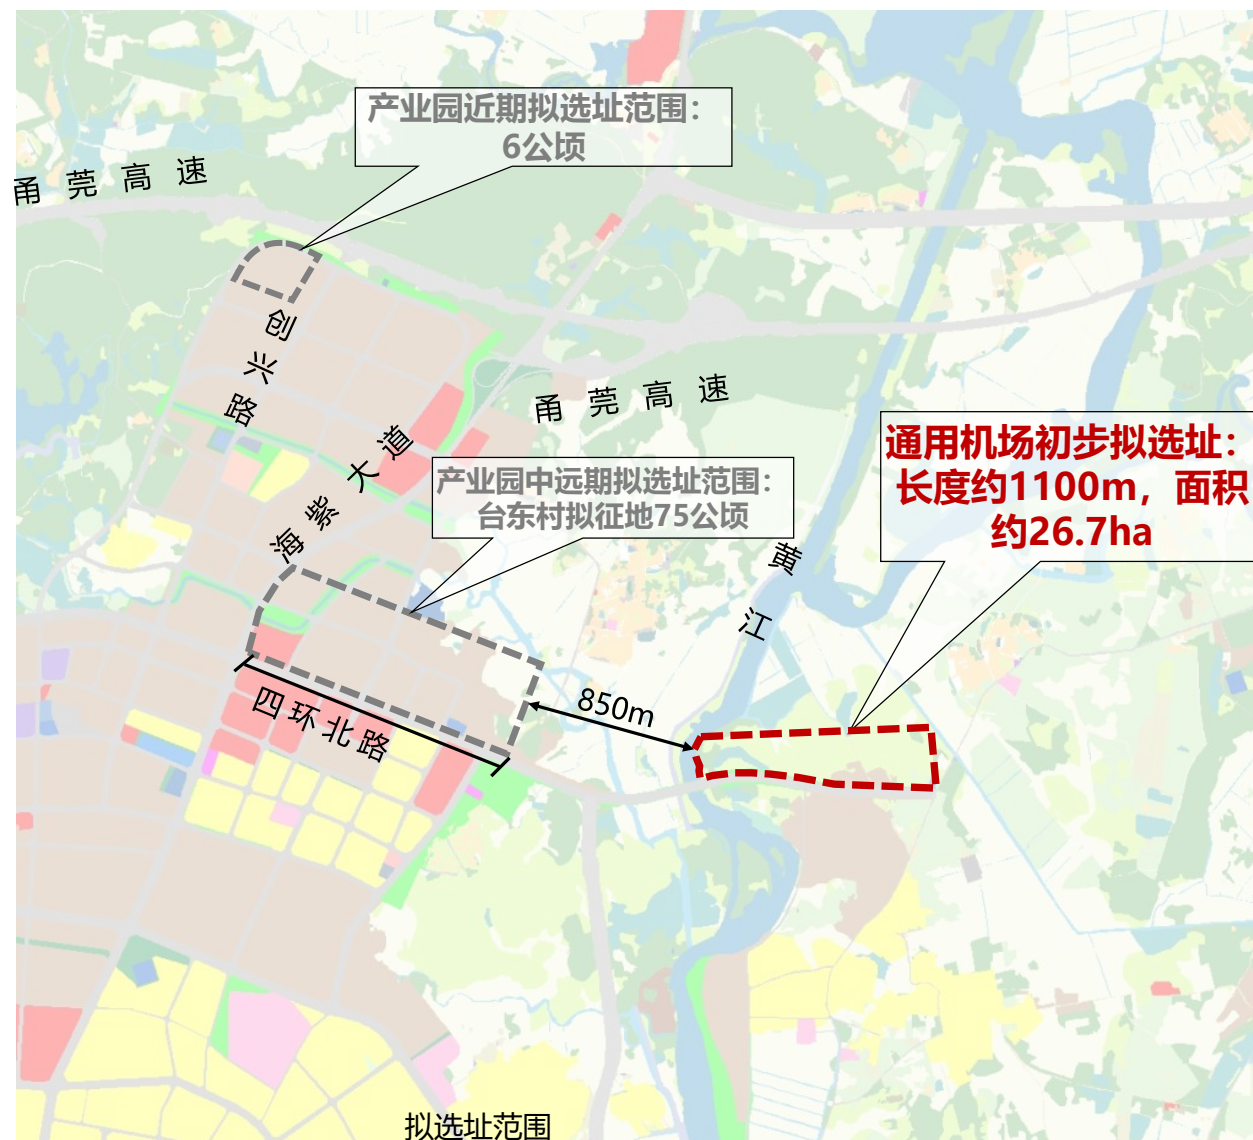 产业园近期拟选址范围：
6公顷
甬莞高速
创兴路
甬莞高速
海紫大道
通用机场初步拟选址：
长度约1100m，面积
约26.7ha
产业园中远期拟选址范围：
台东村拟征地75公顷
黄江
850m
四环北路
拟选址范围